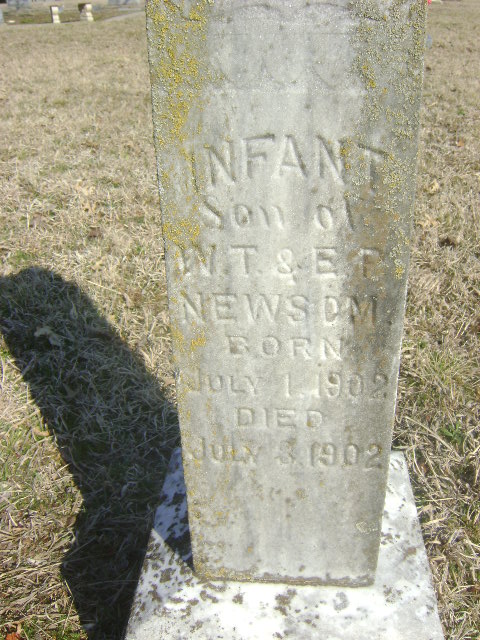 INFANT
Son of
W.T. & E.P.
NEWSOM.
BORN
JULY 1, 1902
DIED
JULY 3, 1902